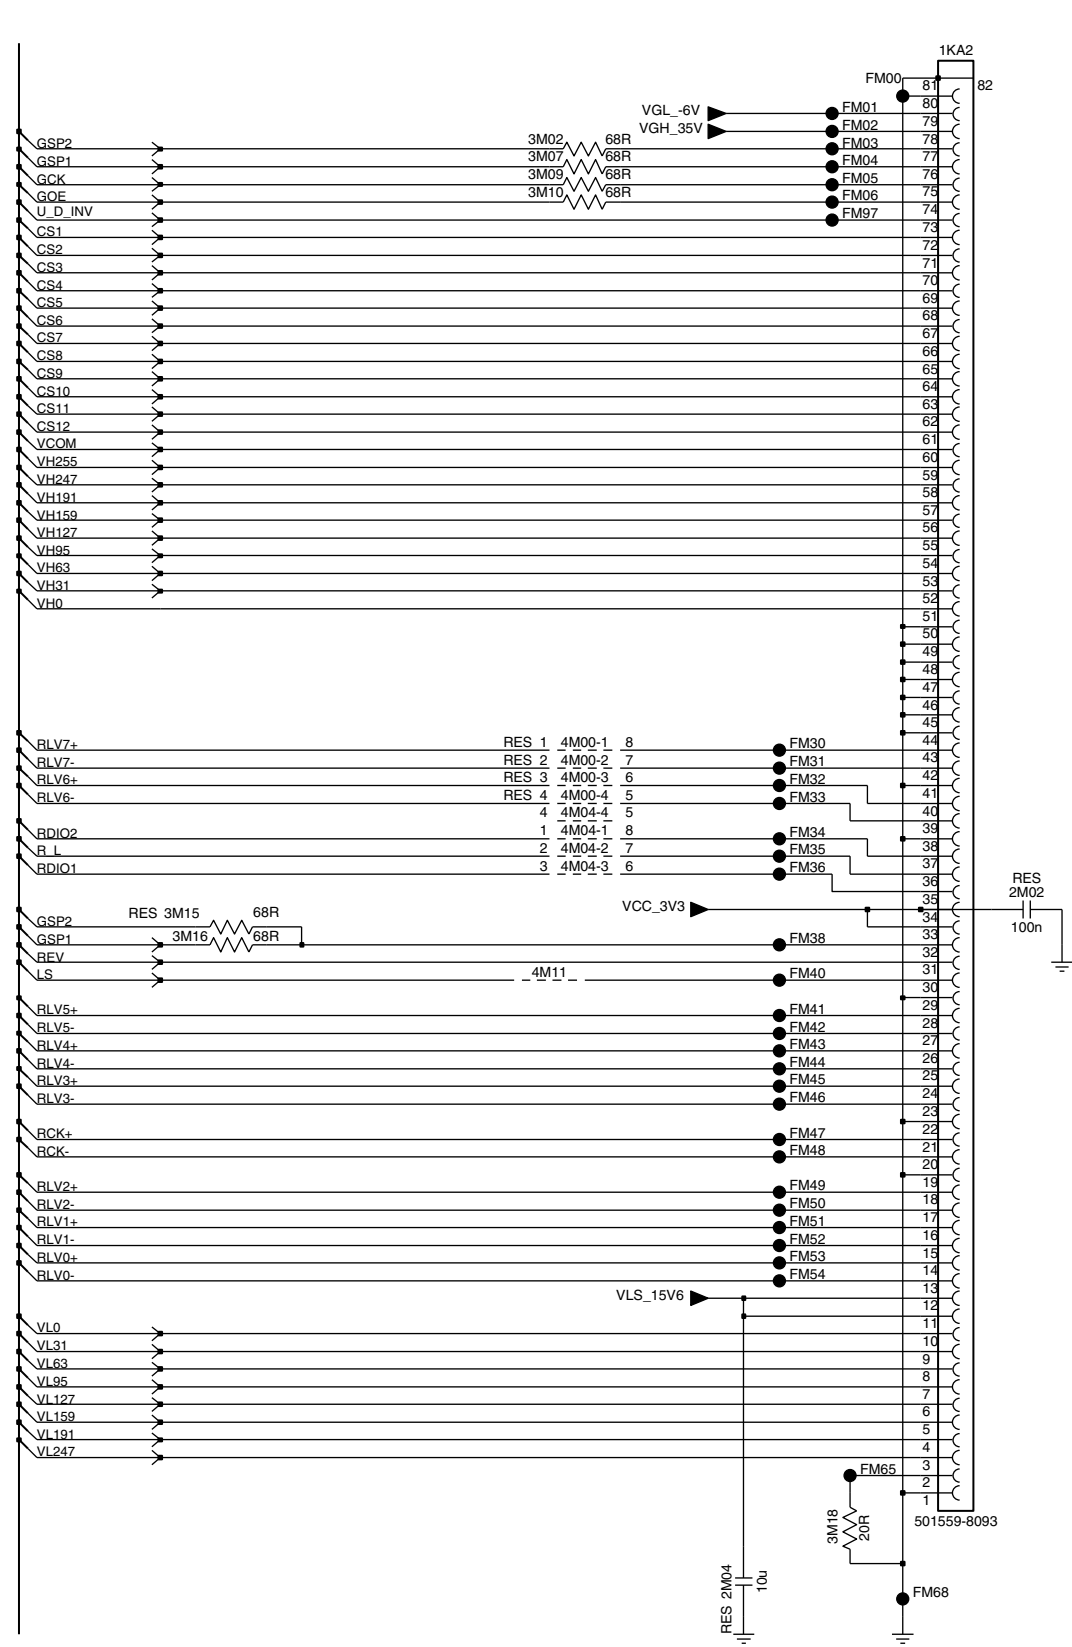 1KA2
FM00 81 82
VGL_-6V FM01 80
VGH_35V FM02 79
GSP2 3M02 68R FM03 78
GSP1 3M07 68R FM04 77
GCK 3M09 68R FM05 76
GOE 3M10 68R FM06 75
U_D_INV FM97 74
CS1 73
CS2 72
CS3 71
CS4 70
CS5 69
CS6 68
CS7 67
CS8 66
CS9 65
CS10 64
CS11 63
CS12 62
VCOM 61
VH255 60
VH247 59
VH191 58
VH159 57
VH127 56
VH95 55
VH63 54
VH31 53
VH0 52
51
50
49
48
47
46
45
RLV7+ RES 1 4M00-1 8 FM30 44
RLV7- RES 2 4M00-2 7 FM31 43
RLV6+ RES 3 4M00-3 6 FM32 42
RLV6- RES 4 4M00-4 5 FM33 41
4 4M04-4 5 40
RDIO2 1 4M04-1 8 FM34 39
R_L 2 4M04-2 7 FM35 38
RDIO1 3 4M04-3 6 FM36 37
36
RES
2M02
100n
VCC_3V3 35
GSP2 RES 3M15 68R 34
GSP1 3M16 68R FM38 33
REV 32
LS 4M11 FM40 31
30
RLV5+ FM41 29
RLV5- FM42 28
RLV4+ FM43 27
RLV4- FM44 26
RLV3+ FM45 25
RLV3- FM46 24
23
RCK+ FM47 22
RCK- FM48 21
20
RLV2+ FM49 19
RLV2- FM50 18
RLV1+ FM51 17
RLV1- FM52 16
RLV0+ FM53 15
RLV0- FM54 14
VLS_15V6 13
12
VL0 11
VL31 10
VL63 9
VL95 8
VL127 7
VL159 6
VL191 5
VL247 4
FM65 3
2
1
501559-8093
3M18
20R
RES 2M04
10u
FM68